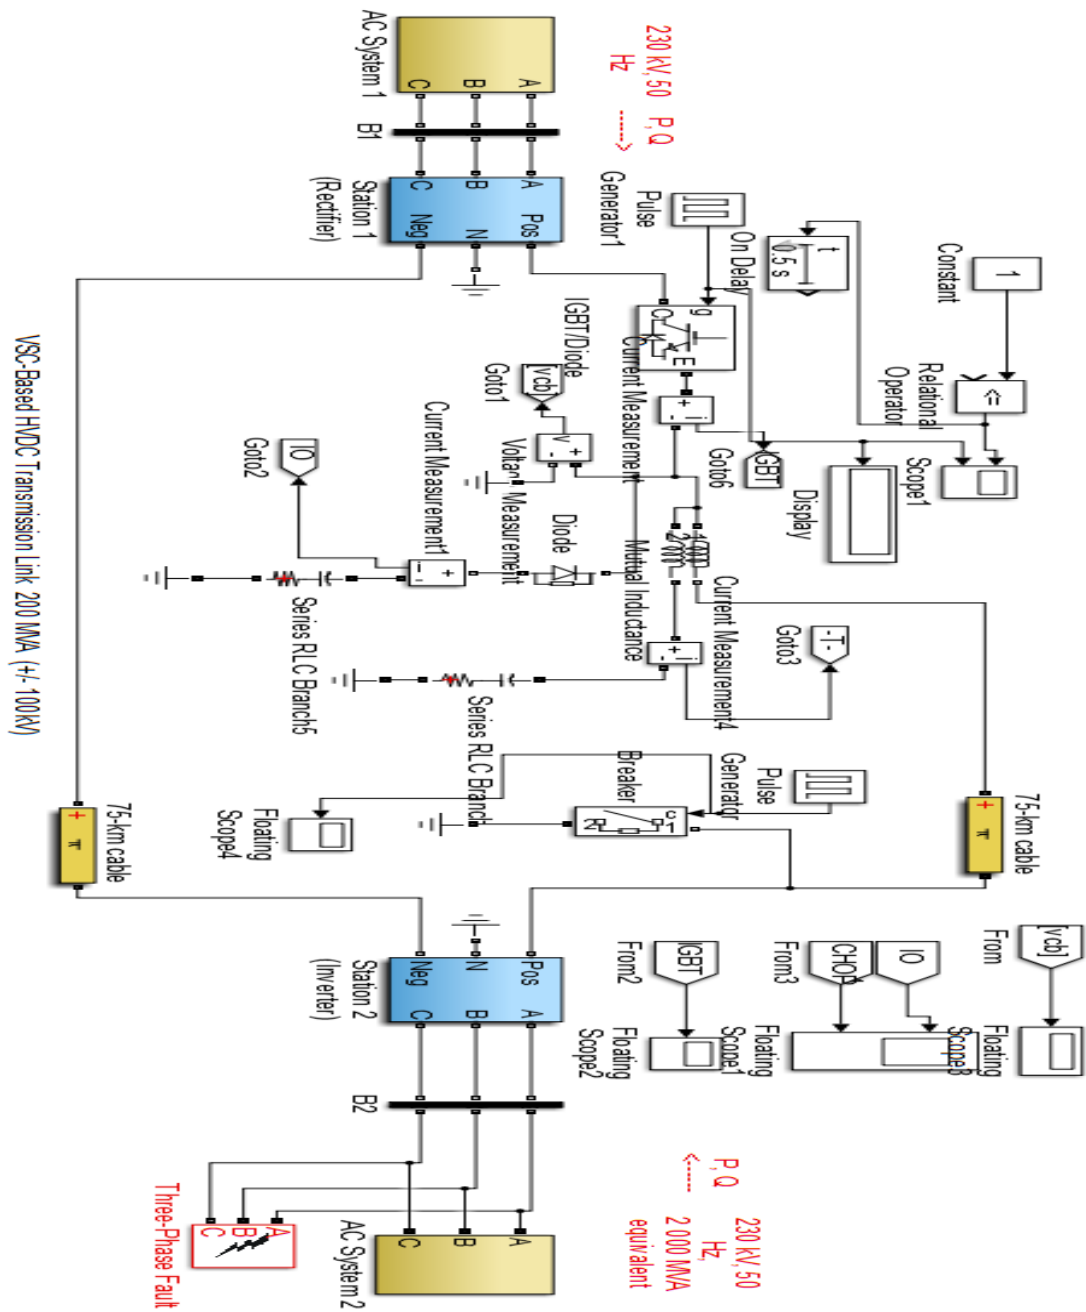 230 kV, 50
Hz
P, Q
----->
AC System 1
A
B
C
B1
A
B
C
Pos
N
Neg
Station 1
(Rectifier)
Pulse
Generator1
t
0.5 s
On Delay
1
Constant
<=
Relational
Operator
Scope1
Display
g
C
E
IGBT/Diode
i
+
-
Current Measurement
IGBT
Goto6
[vcb]
Goto1
v
+
-
Voltage Measurement
Diode
+
i
-
Current Measurement1
IO
Goto2
Series RLC Branch5
1
2
Mutual Inductance
i
+
-
Current Measurement4
-T-
Goto3
Series RLC Branch
Pulse
Generator
c
1
2
Breaker
Floating
Scope4
+
π
75-km cable
+
π
75-km cable
VSC-Based HVDC Transmission Link 200 MVA (+/- 100kV)
[vcb]
From
Floating
Scope3
IO
CHOP
From3
Floating
Scope1
IGBT
From2
Floating
Scope2
Pos
N
Neg
A
B
C
Station 2
(Inverter)
B2
P, Q
<-----
230 kV, 50
Hz,
2 000 MVA
equivalent
A
B
C
AC System 2
A
B
C
Three-Phase Fault